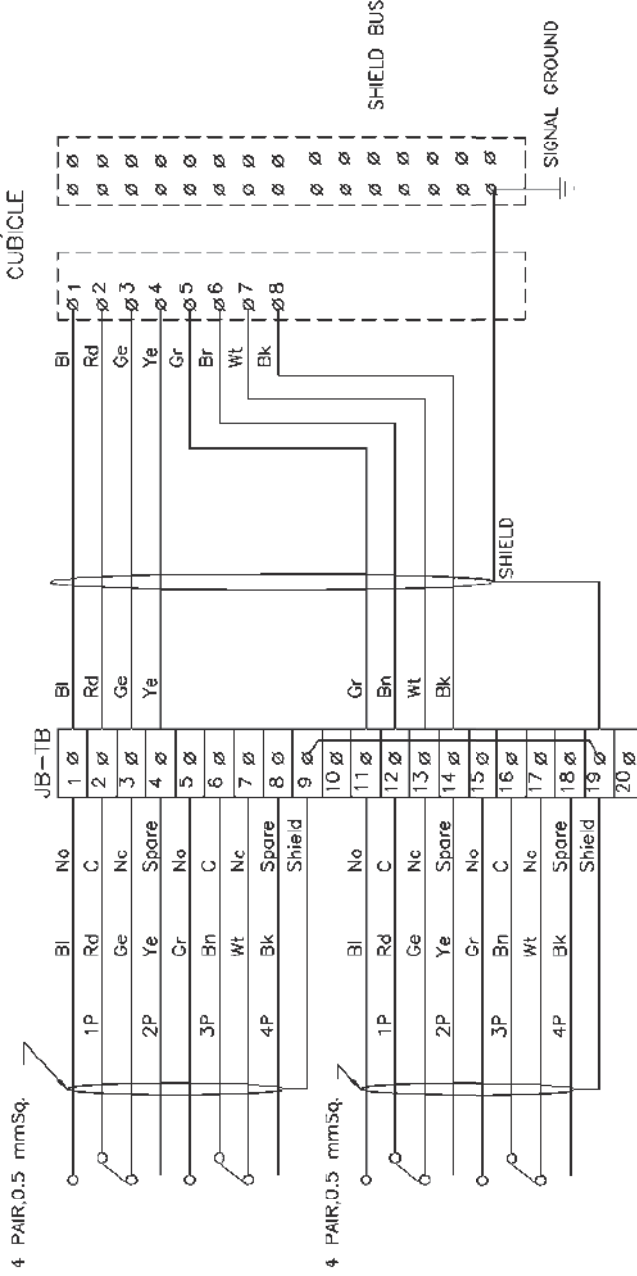 CUBICLE
4 PAIR,0.5 mmSq.
JB-TB
Bl No 1 Bl Bl 1
1P Rd C 2 Rd Rd 2
Ge Nc 3 Ge Ge 3
2P Ye Spare 4 Ye Ye 4
Gr No 5 Gr 5
3P Bn C 6 Br 6
Wt Nc 7 Wt 7
4P Bk Spare 8 Bk 8
Shield 9
10
4 PAIR,0.5 mmSq.
Bl No 11 Gr
SHIELD BUS
1P Rd C 12 Bn
Ge Nc 13 Wt
2P Ye Spare 14 Bk
Gr No 15
3P Bn C 16
SHIELD
Wt Nc 17
4P Bk Spare 18
SIGNAL GROUND
Shield 19
20